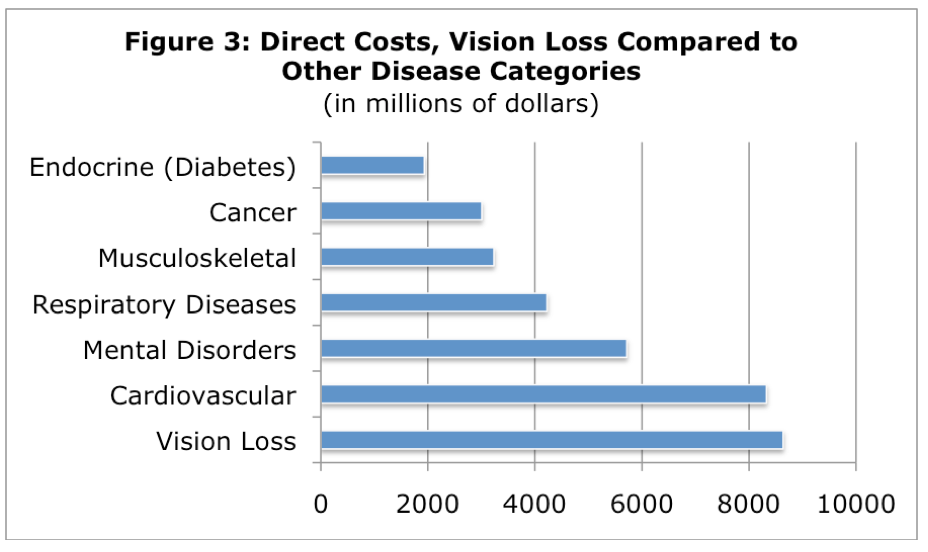 Figure 3: Direct Costs, Vision Loss Compared to
Other Disease Categories
(in millions of dollars)
Endocrine (Diabetes)
Cancer
Musculoskeletal
Respiratory Diseases
Mental Disorders
Cardiovascular
Vision Loss
0 2000 4000 6000 8000 10000